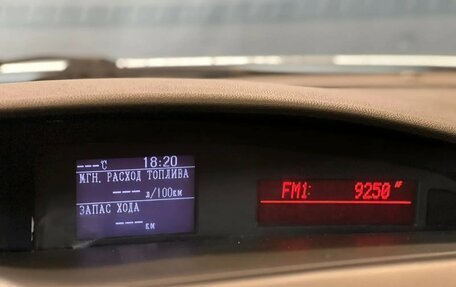 ---°C 18:20
МГН. РАСХОД ТОПЛИВА
--- л/100км
ЗАПАС ХОДА
--- км
FM1: 9250"